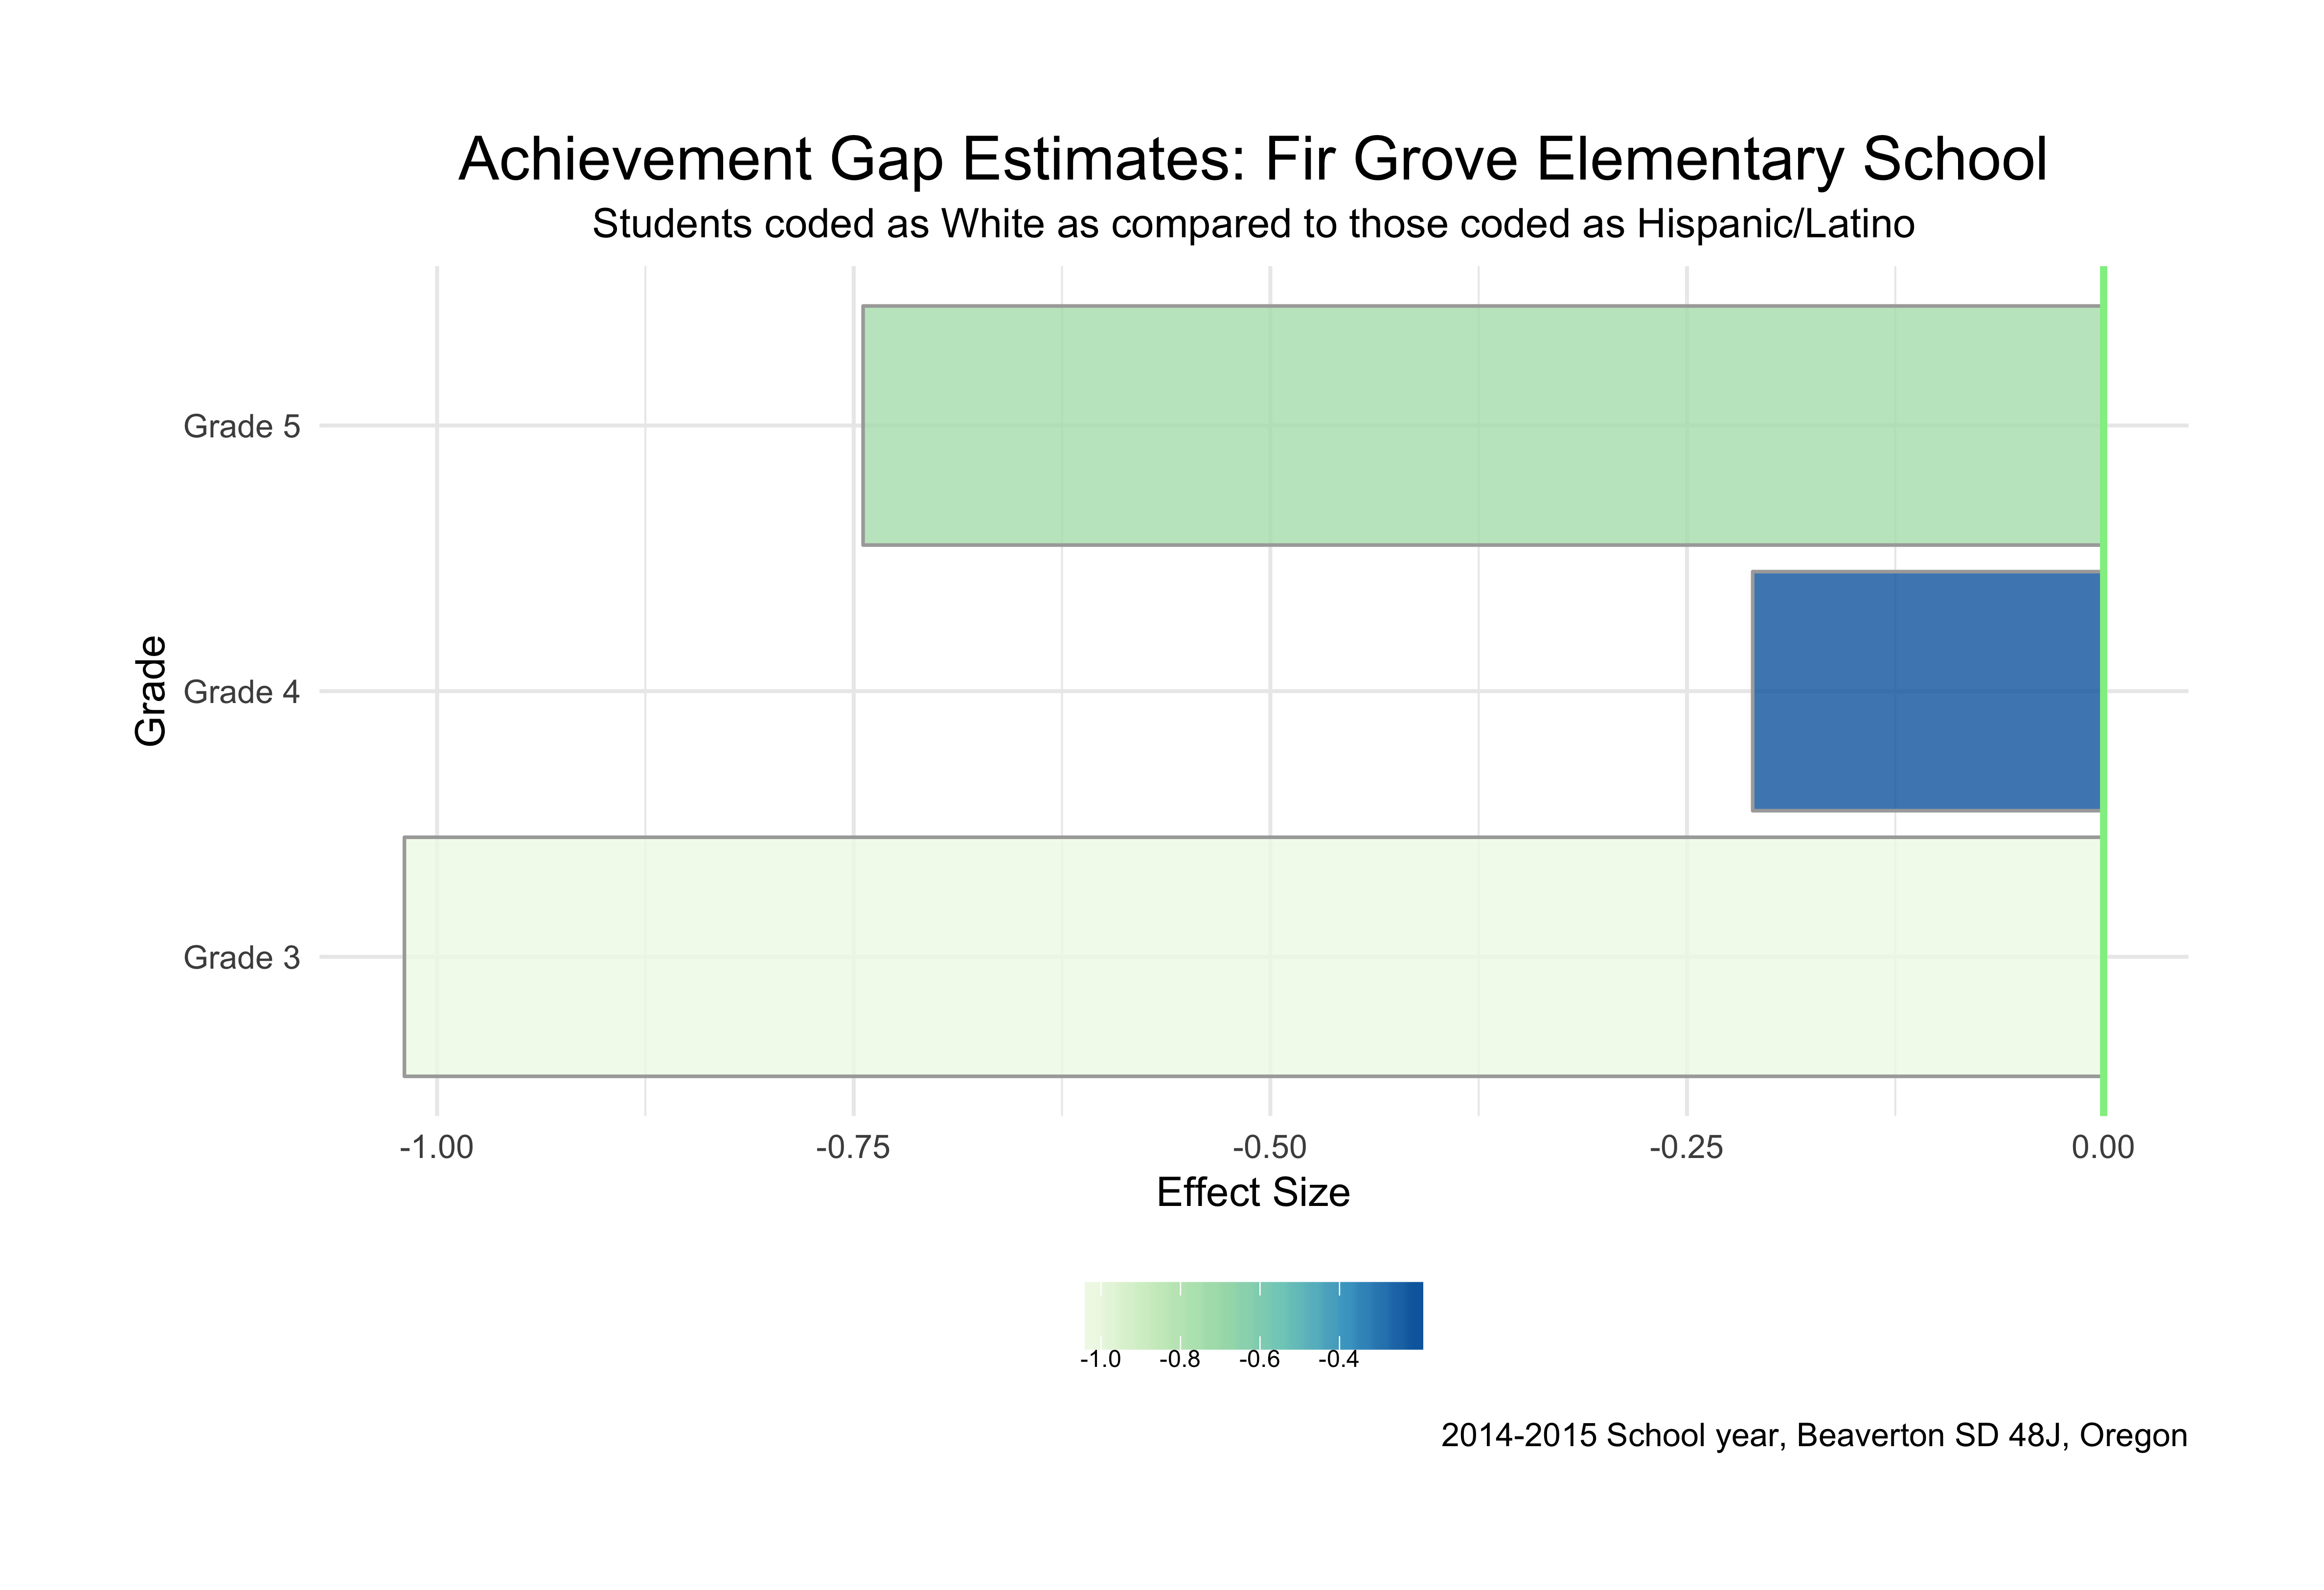 Achievement Gap Estimates: Fir Grove Elementary School
Students coded as White as compared to those coded as Hispanic/Latino
Grade
Grade 5
Grade 4
Grade 3
-1.00 -0.75 -0.50 -0.25 0.00
Effect Size
-1.0 -0.8 -0.6 -0.4
2014-2015 School year, Beaverton SD 48J, Oregon